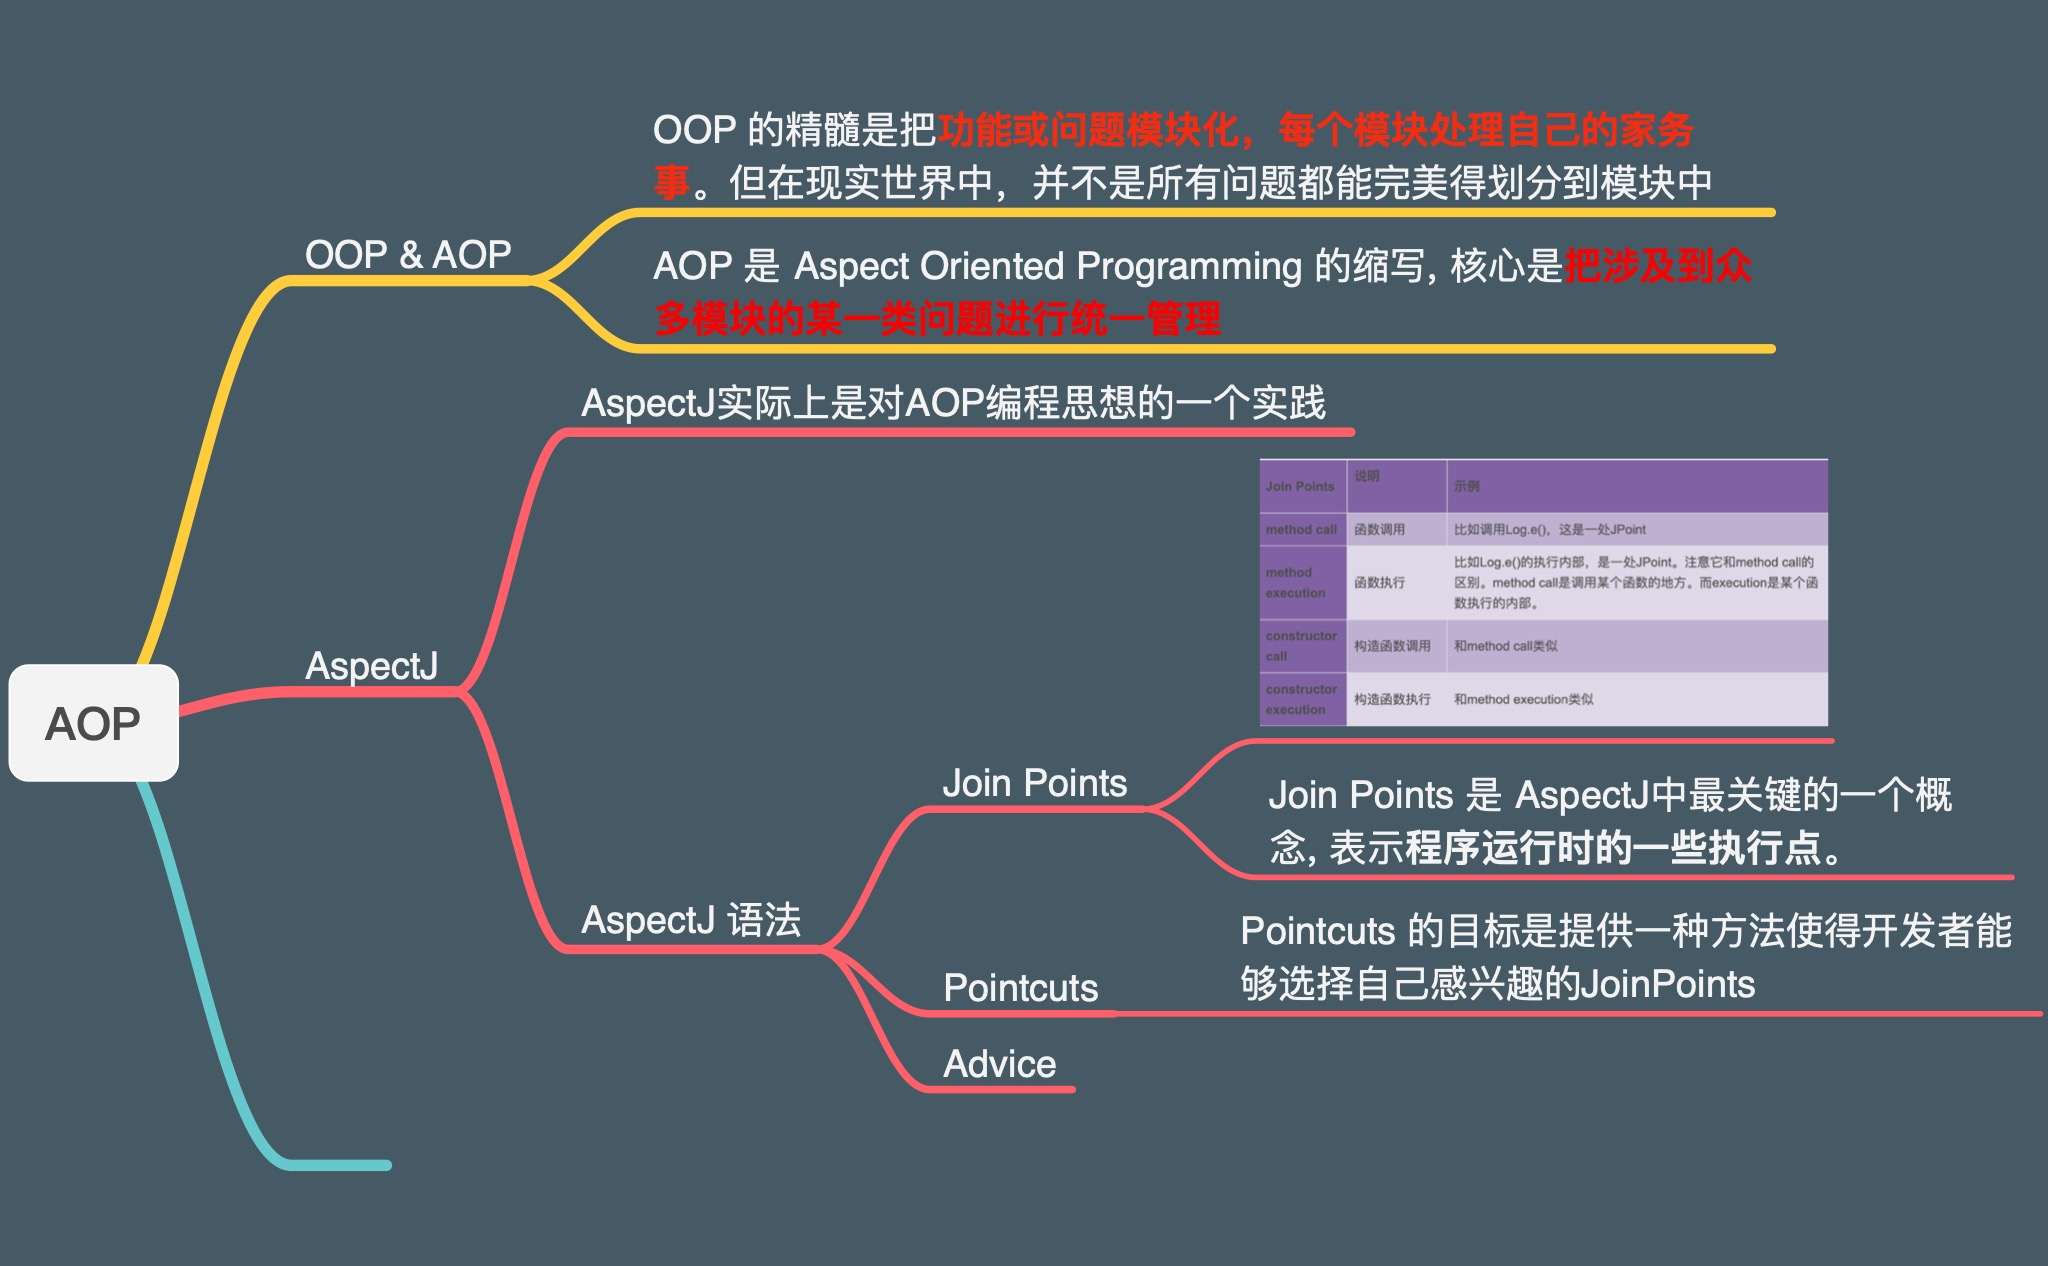 OOP 的精髓是把功能或问题模块化，每个模块处理自己的家务
事。但在现实世界中，并不是所有问题都能完美得划分到模块中
OOP & AOP
AOP 是 Aspect Oriented Programming 的缩写, 核心是把涉及到众
多模块的某一类问题进行统一管理
AspectJ实际上是对AOP编程思想的一个实践
Join Points 说明 示例
method call 函数调用 比如调用Log.e()，这是一处JPoint
method execution 函数执行 比如Log.e()的执行内部，是一处JPoint。注意它和method call的
区别。method call是调用某个函数的地方。而execution是某个函
数执行的内部。
constructor call 构造函数调用 和method call类似
constructor execution 构造函数执行 和method execution类似
AspectJ
AOP
Join Points
Join Points 是 AspectJ中最关键的一个概
念, 表示程序运行时的一些执行点。
AspectJ 语法
Pointcuts
Pointcuts 的目标是提供一种方法使得开发者能
够选择自己感兴趣的JoinPoints
Advice